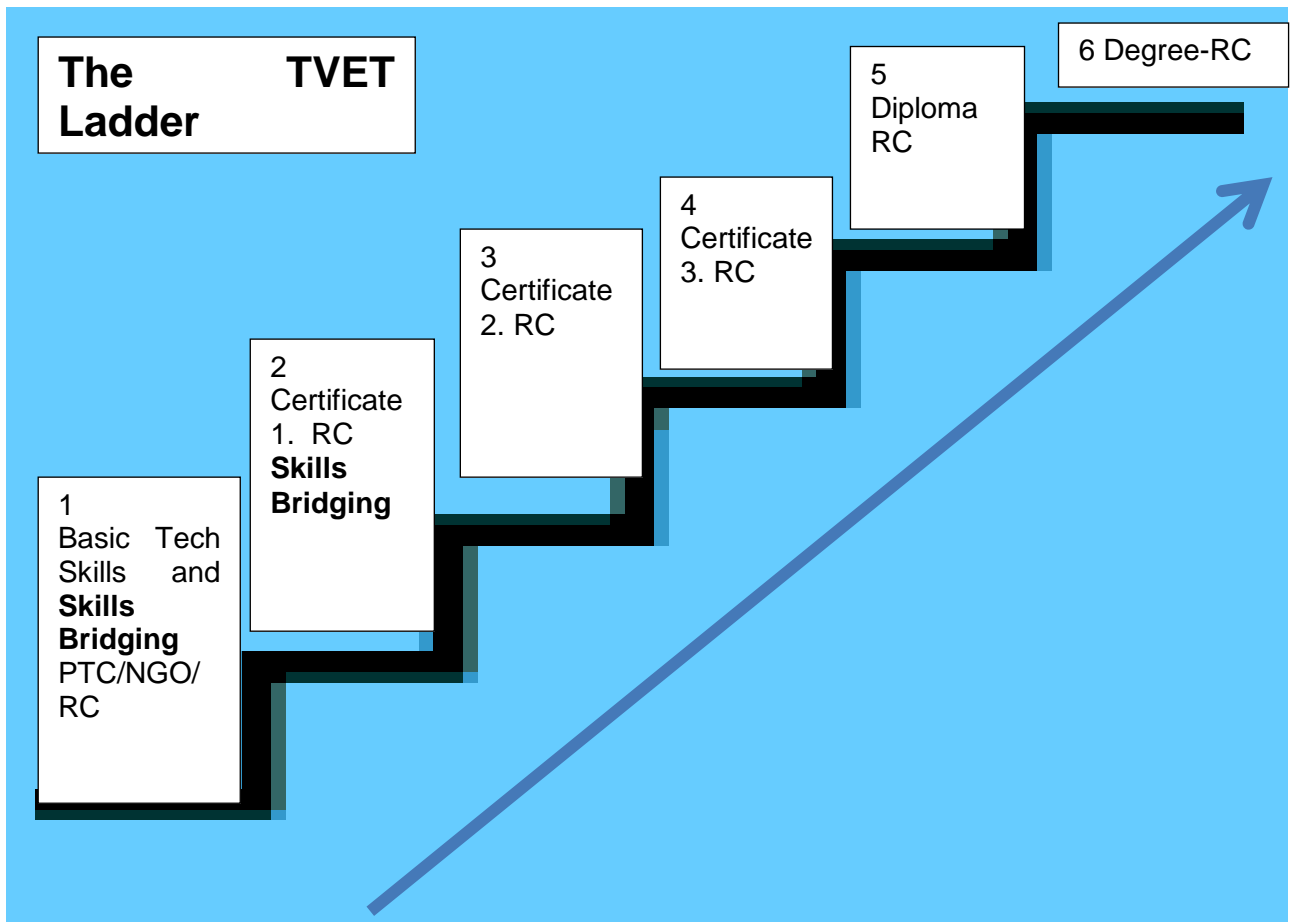 The TVET
Ladder
1
Basic Tech
Skills and
Skills
Bridging
PTC/NGO/
RC
2
Certificate
1. RC
Skills
Bridging
3
Certificate
2. RC
4
Certificate
3. RC
5
Diploma
RC
6 Degree-RC